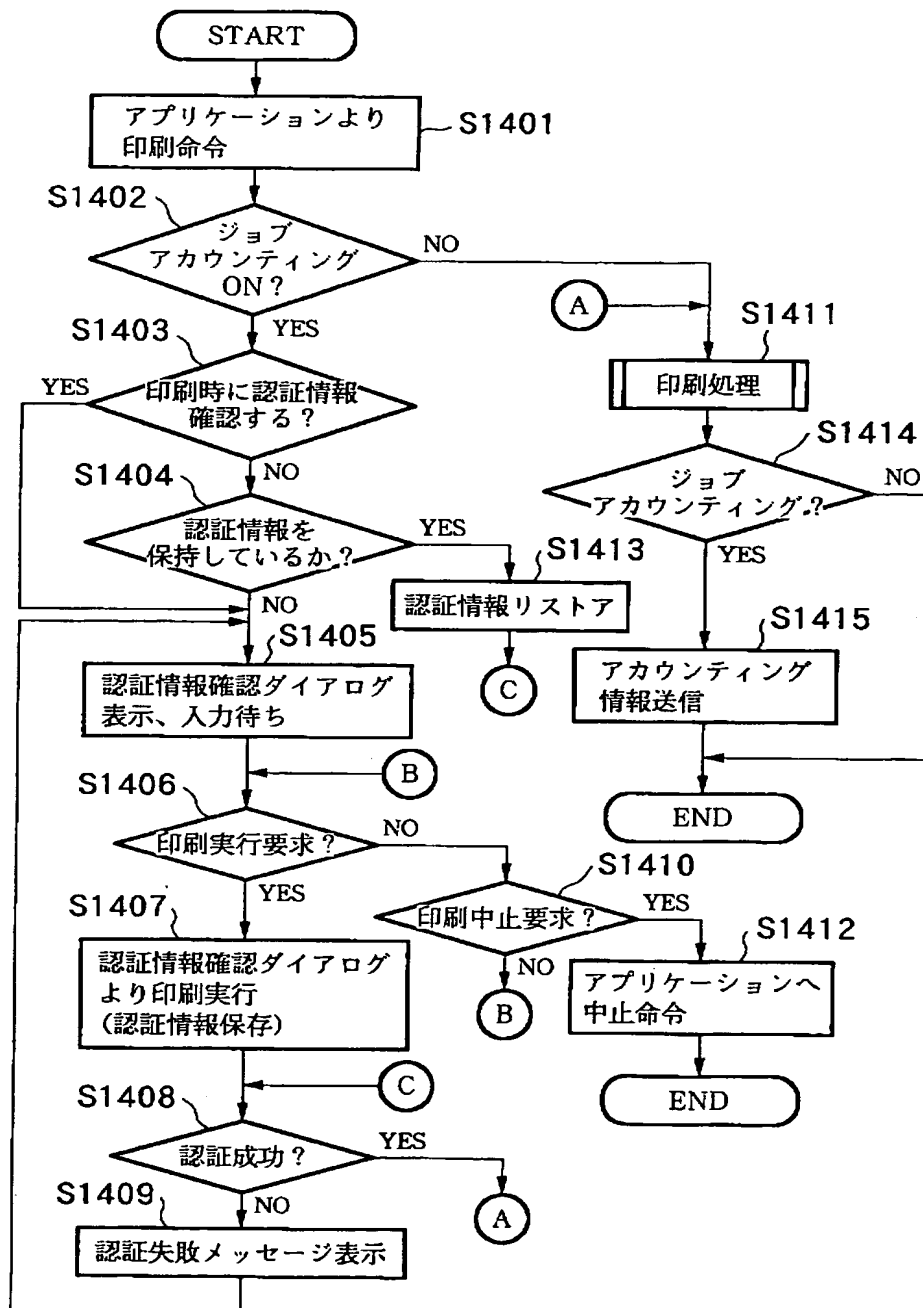 START
アプリケーションより
印刷命令
S1401
S1402
ジョブ
アカウンティング
ON?
NO
YES
A
S1403
YES
印刷時に認証情報
確認する?
NO
S1411
印刷処理
S1404
認証情報を
保持しているか?
YES
NO
S1413
認証情報リストア
C
S1414
ジョブ
アカウンティング?
NO
YES
S1415
アカウンティング
情報送信
END
S1405
認証情報確認ダイアログ
表示、入力待ち
B
S1406
印刷実行要求?
NO
YES
S1410
印刷中止要求?
YES
NO
B
S1412
アプリケーションへ
中止命令
END
S1407
認証情報確認ダイアログ
より印刷実行
(認証情報保存)
C
S1408
認証成功?
YES
NO
A
S1409
認証失敗メッセージ表示